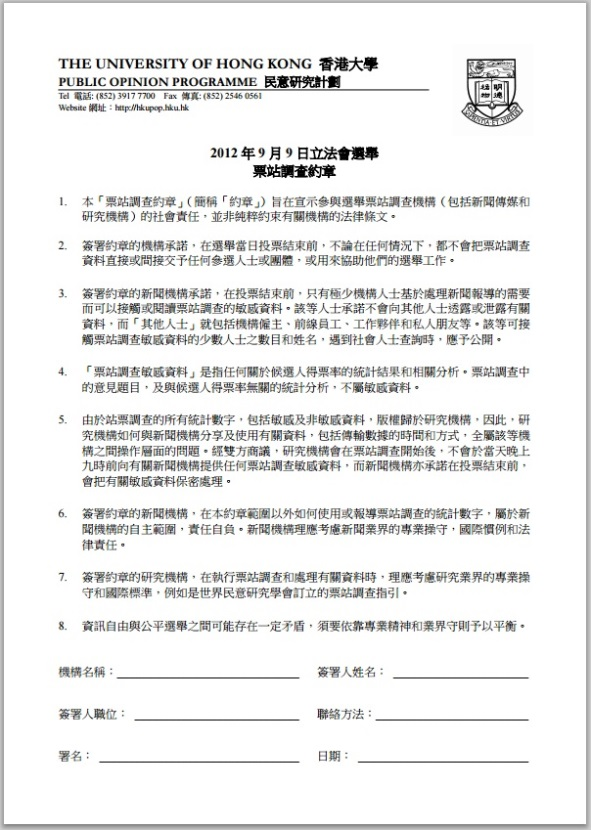 THE UNIVERSITY OF HONG KONG 香港大學
PUBLIC OPINION PROGRAMME 民意研究計劃
Tel 電話: (852) 3917 7700 Fax 傳真: (852) 2546 0561
Website 網址：http://hkupop.hku.hk
明德
格物
SAPIENTIA ET VIRTUS
2012 年 9 月 9 日立法會選舉
票站調查約章
1. 本「票站調查約章」（簡稱「約章」）旨在宣示參與選舉票站調查機構（包括新聞傳媒和
研究機構）的社會責任，並非純粹約束有關機構的法律條文。
2. 簽署約章的機構承諾，在選舉當日投票結束前，不論在任何情況下，都不會把票站調查
資料直接或間接交予任何參選人士或團體，或用來協助他們的選舉工作。
3. 簽署約章的新聞機構承諾，在投票結束前，只有極少機構人士基於處理新聞報導的需要
而可以接觸或閱讀票站調查的敏感資料。該等人士承諾不會向其他人士透露或泄露有關
資料，而「其他人士」就包括機構僱主、前線員工、工作夥伴和私人朋友等。該等可接
觸票站調查敏感資料的少數人士之數目和姓名，遇到社會人士查詢時，應予公開。
4. 「票站調查敏感資料」是指任何關於候選人得票率的統計結果和相關分析。票站調查中
的意見題目，及與候選人得票率無關的統計分析，不屬敏感資料。
5. 由於站票調查的所有統計數字，包括敏感及非敏感資料，版權歸於研究機構，因此，研
究機構如何與新聞機構分享及使用有關資料，包括傳輸數據的時間和方式，全屬該等機
構之間操作層面的問題。經雙方商議，研究機構會在票站調查開始後，不會於當天晚上
九時前向有關新聞機構提供任何票站調查敏感資料，而新聞機構亦承諾在投票結束前，
會把有關敏感資料保密處理。
6. 簽署約章的新聞機構，在本約章範圍以外如何使用或報導票站調查的統計數字，屬於新
聞機構的自主範圍，責任自負。新聞機構理應考慮新聞業界的專業操守，國際慣例和法
律責任。
7. 簽署約章的研究機構，在執行票站調查和處理有關資料時，理應考慮研究業界的專業操
守和國際標準，例如是世界民意研究學會訂立的票站調查指引。
8. 資訊自由與公平選舉之間可能存在一定矛盾，須要依靠專業精神和業界守則予以平衡。
機構名稱： 簽署人姓名：
簽署人職位： 聯絡方法：
署名： 日期：